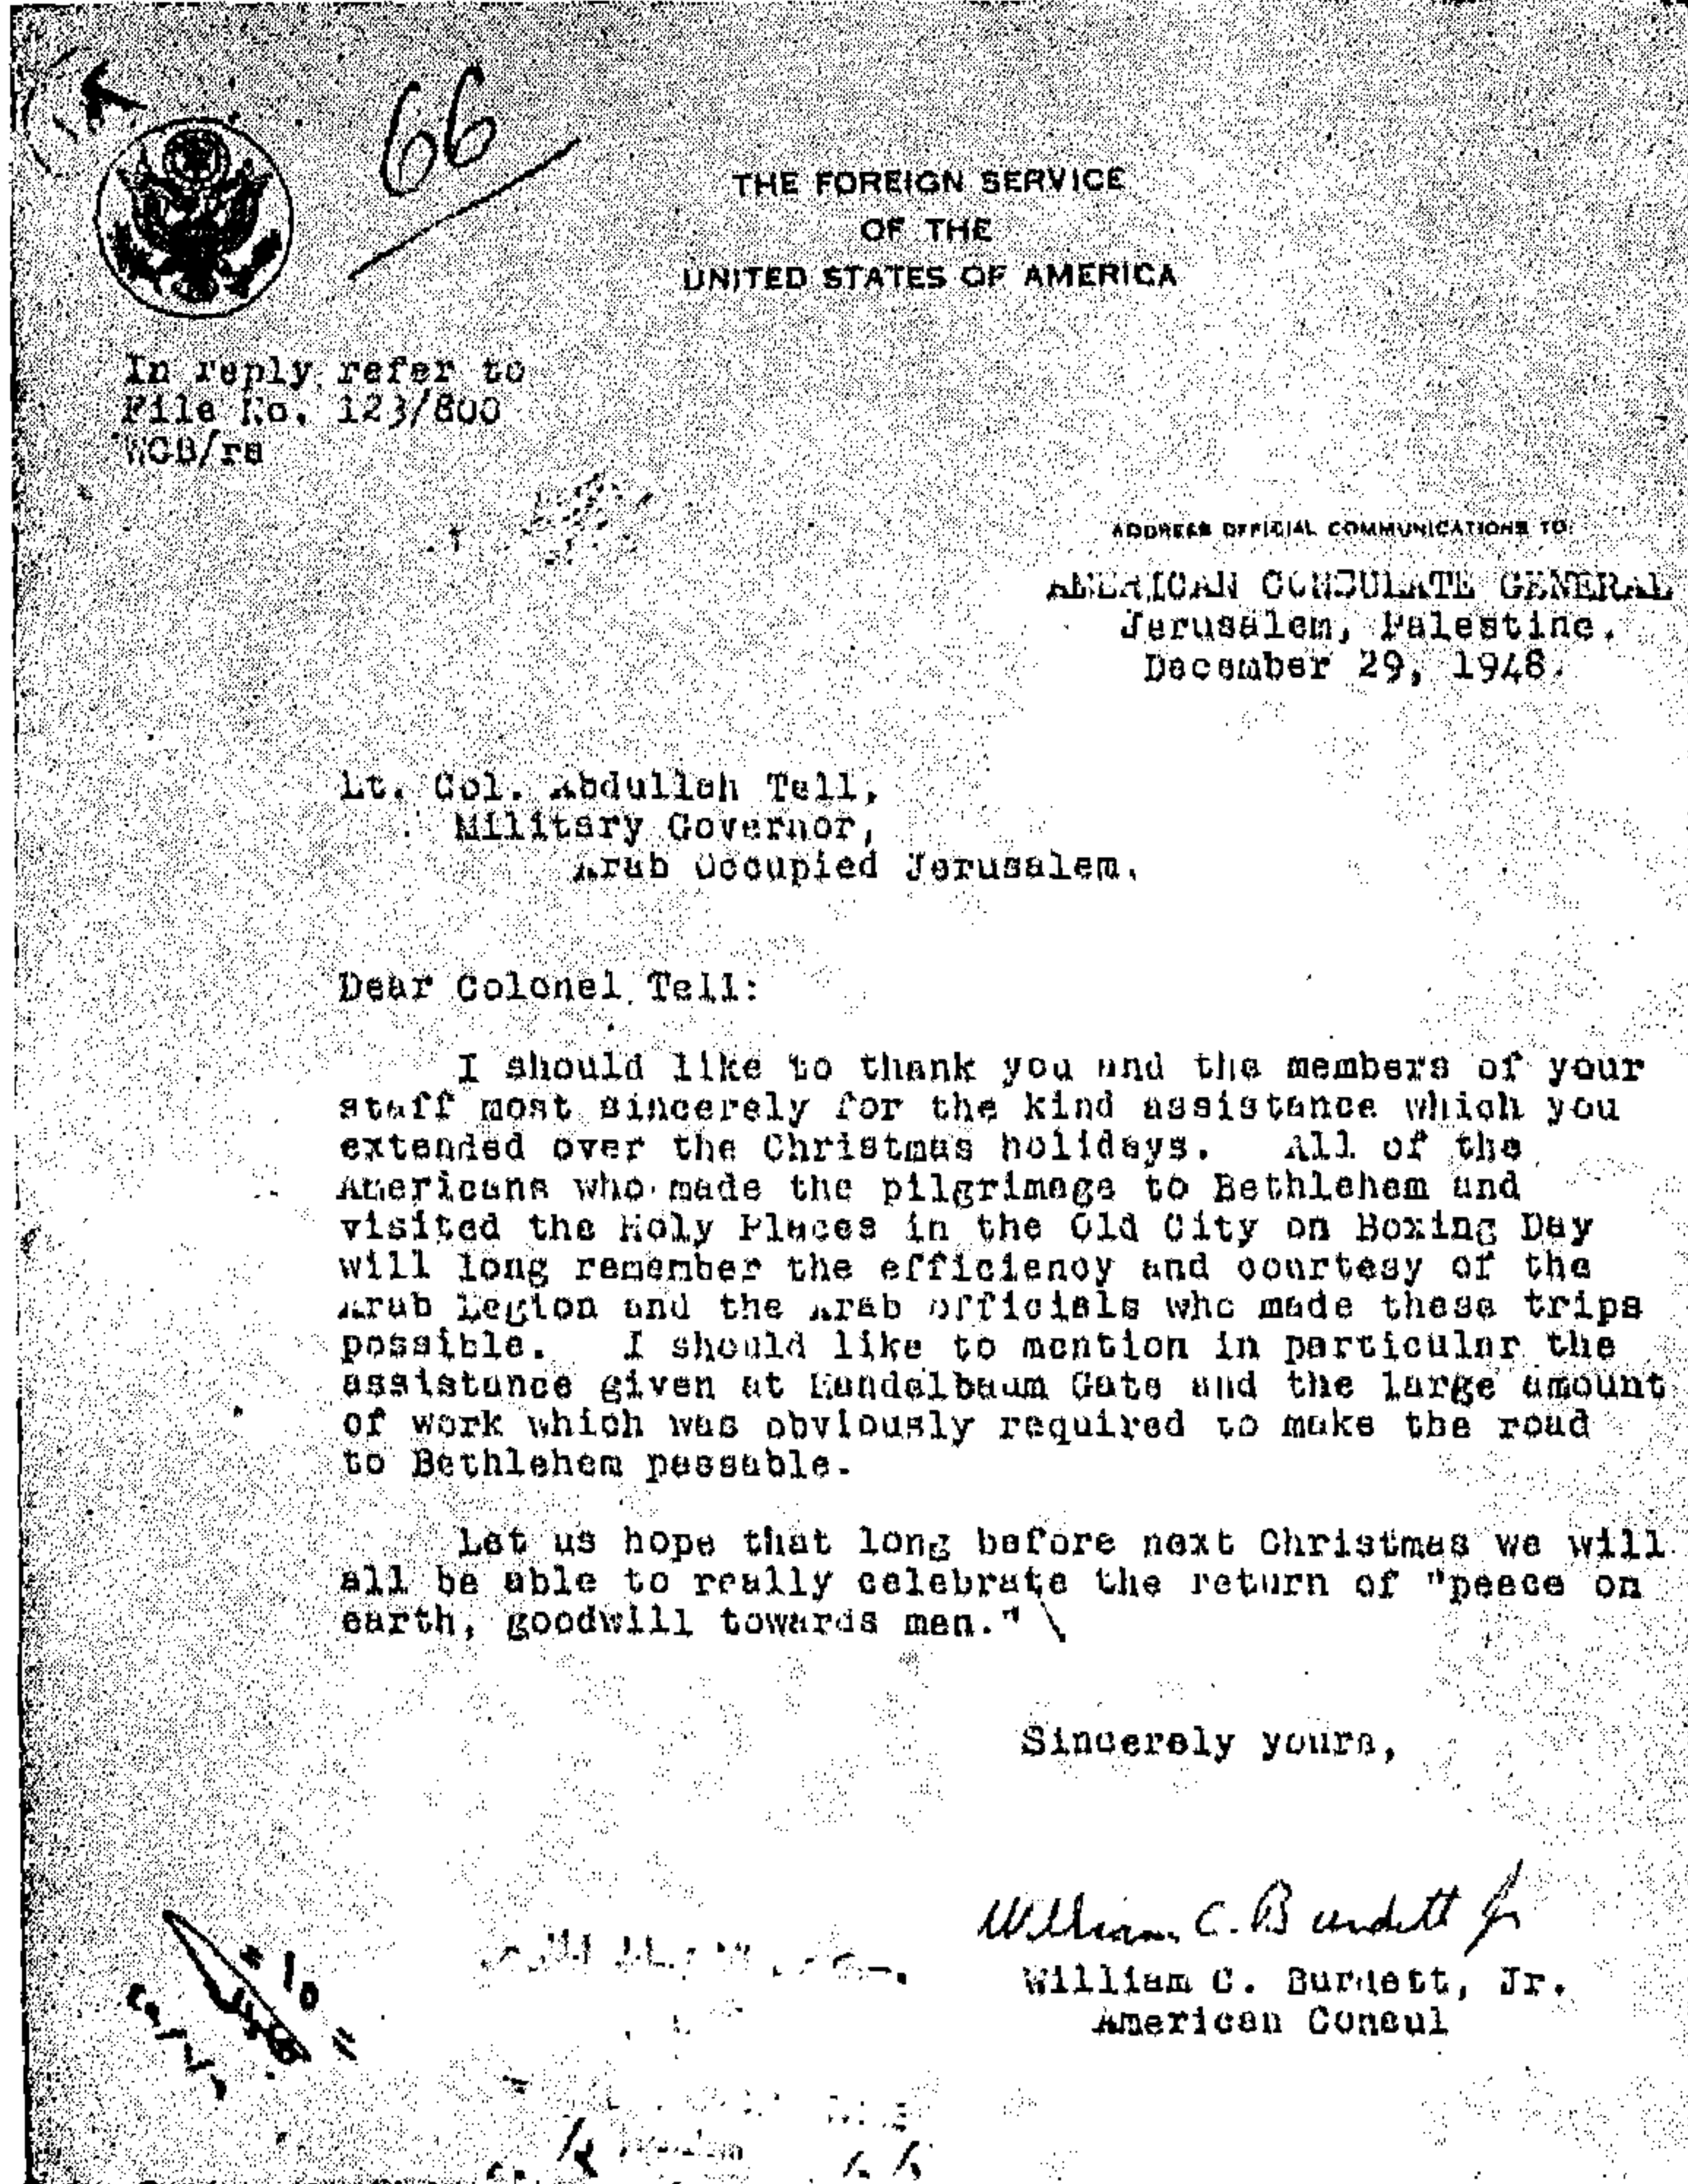 66
THE FOREIGN SERVICE
OF THE
UNITED STATES OF AMERICA
In reply refer to
File No. 123/800
WCB/rs
ADDRESS OFFICIAL COMMUNICATIONS TO:
AMERICAN CONSULATE GENERAL
Jerusalem, Palestine.
December 29, 1948.
Lt. Col. Abdullah Tell,
Military Governor,
Arab Occupied Jerusalem.
Dear Colonel Tell:
I should like to thank you and the members of your
staff most sincerely for the kind assistance which you
extended over the Christmas holidays. All of the
Americans who made the pilgrimage to Bethlehem and
visited the Holy Places in the Old City on Boxing Day
will long remember the efficiency and courtesy of the
Arab Legion and the Arab officials who made these trips
possible. I should like to mention in particular the
assistance given at Mandelbaum Gate and the large amount
of work which was obviously required to make the road
to Bethlehem passable.
Let us hope that long before next Christmas we will
all be able to really celebrate the return of "peace on
earth, goodwill towards men."
Sincerely yours,
William C. Burdett Jr
William C. Burdett, Jr.
American Consul